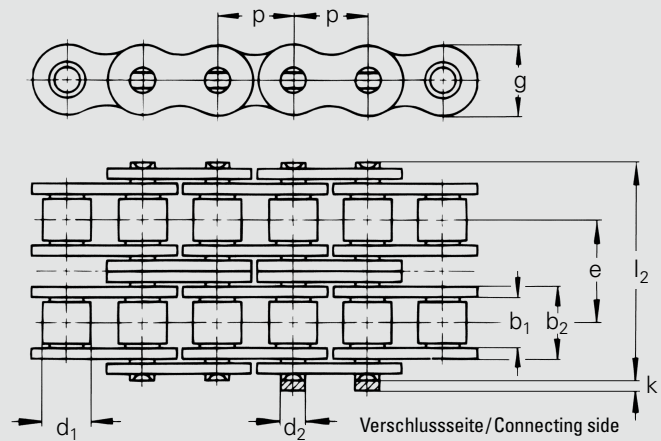 p p
g
e
l₂
b₁ b₂
k
d₁ d₂ Verschlussseite/Connecting side